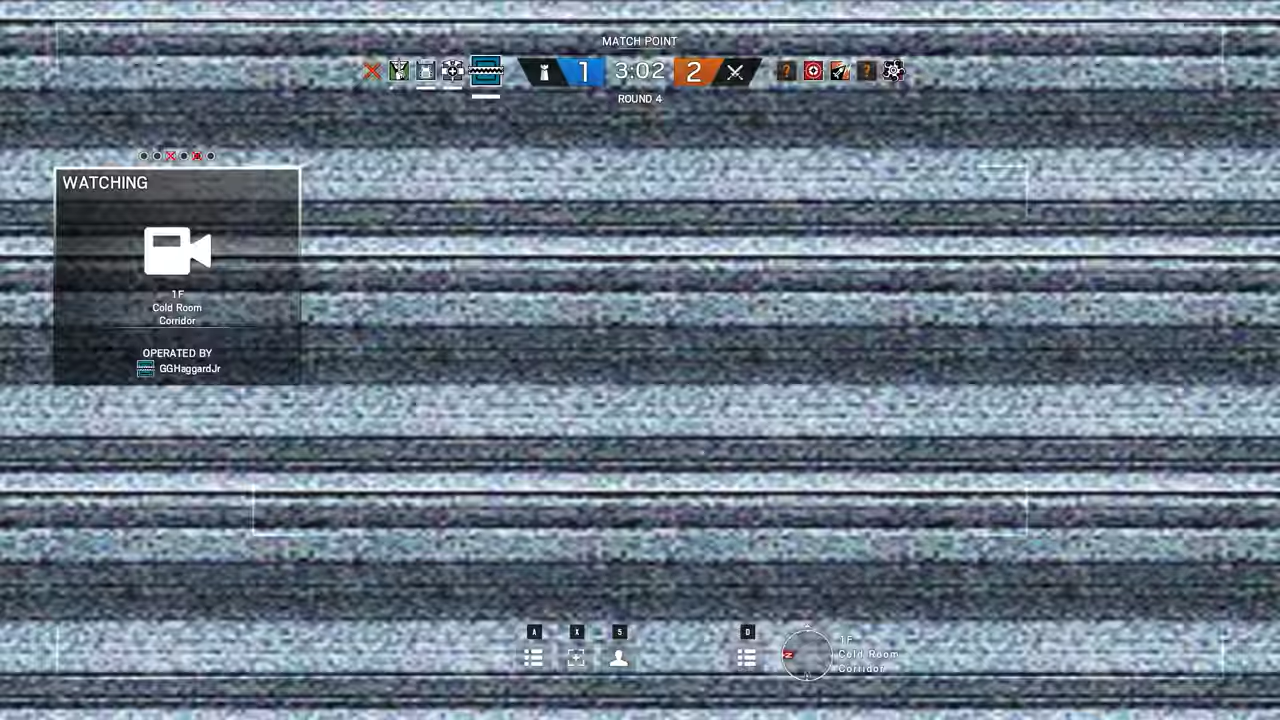 MATCH POINT
1 3:02 2
? ?
ROUND 4
WATCHING
1F
Cold Room
Corridor
OPERATED BY
GGHaggardJr
A X 5 D
1F
Cold Room
Corridor
N